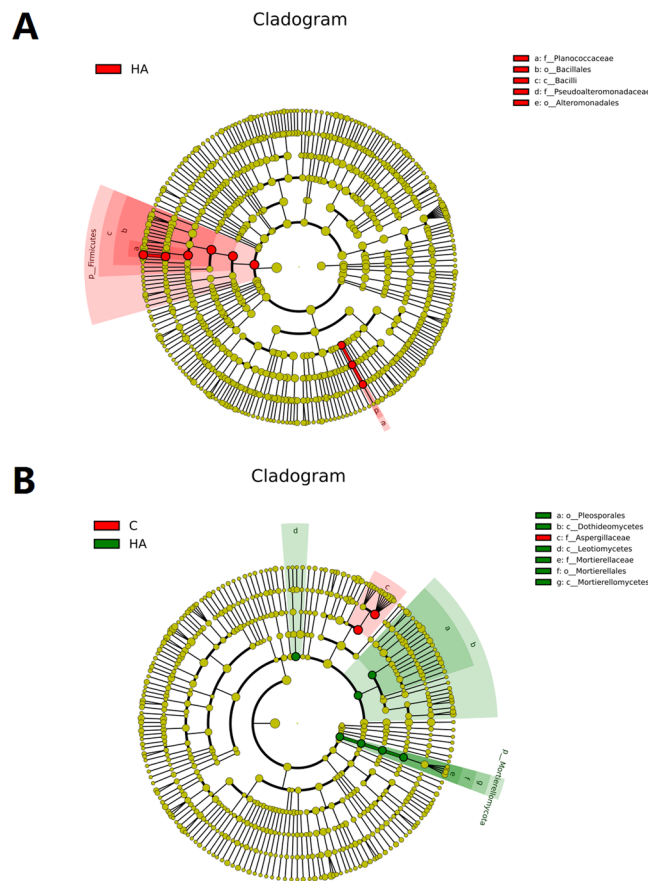 A
Cladogram
HA
a: f__Planococcaceae
b: o__Bacillales
c: c__Bacilli
d: f__Pseudoalteromonadaceae
e: o__Alteromonadales
p__Firmicutes
c
b
a
d
e
B
Cladogram
C
HA
a: o__Pleosporales
b: c__Dothideomycetes
c: f__Aspergillaceae
d: c__Leotiomycetes
e: f__Mortierellaceae
f: o__Mortierellales
g: c__Mortierellomycetes
d
c
a
b
e
f
g
p__Mortierellomycota